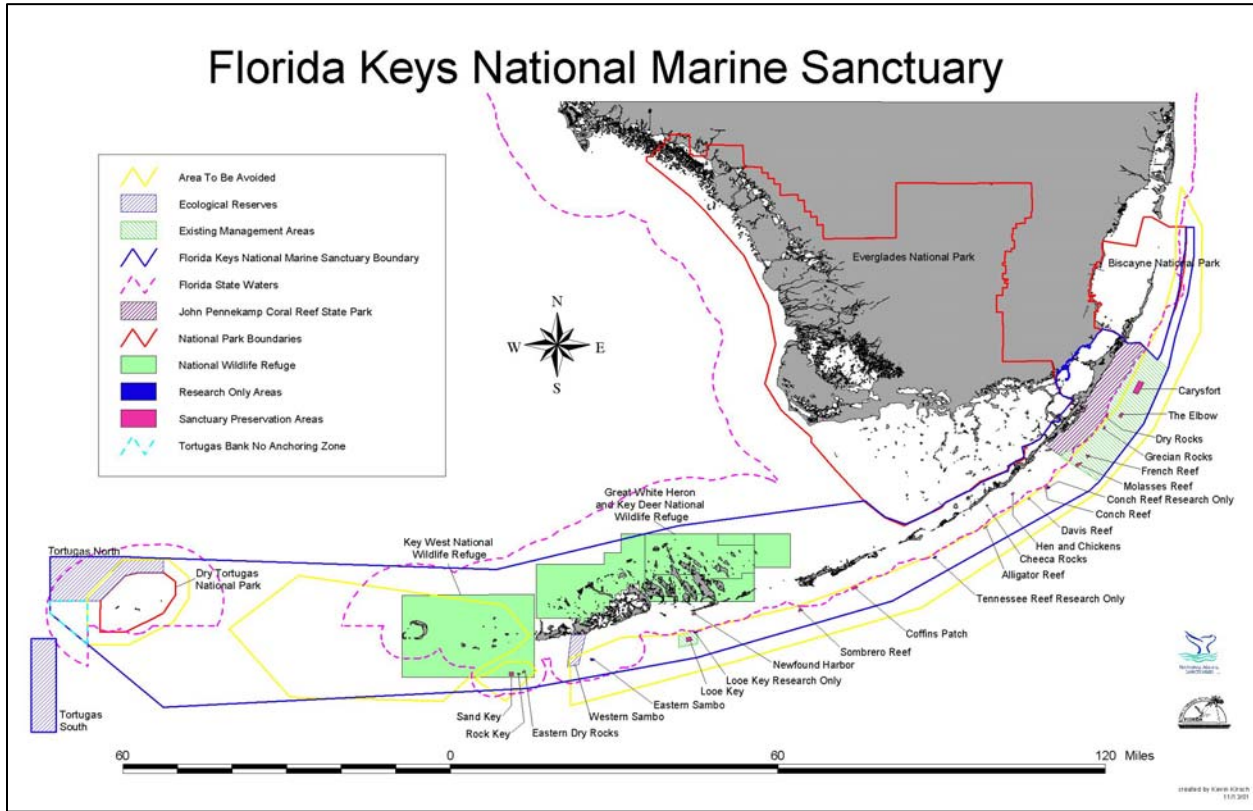 Florida Keys National Marine Sanctuary
Area To Be Avoided
Ecological Reserves
Existing Management Areas
Florida Keys National Marine Sanctuary Boundary
Florida State Waters
John Pennekamp Coral Reef State Park
National Park Boundaries
National Wildlife Refuge
Research Only Areas
Sanctuary Preservation Areas
Tortugas Bank No Anchoring Zone
N
W
E
S
Everglades National Park
Biscayne National Park
Carysfort
The Elbow
Dry Rocks
Grecian Rocks
French Reef
Molasses Reef
Conch Reef Research Only
Conch Reef
Davis Reef
Hen and Chickens
Checca Rocks
Alligator Reef
Tennessee Reef Research Only
Coffins Patch
Sombrero Reef
Newfound Harbor
Looe Key Research Only
Looe Key
Eastern Sambo
Western Sambo
Eastern Dry Rocks
Rock Key
Sand Key
Great White Heron
and Key Deer National
Wildlife Refuge
Key West National
Wildlife Refuge
Tortugas North
Dry Tortugas
National Park
Tortugas
South
60
0
60
120
Miles
created by Kevin Kirsch